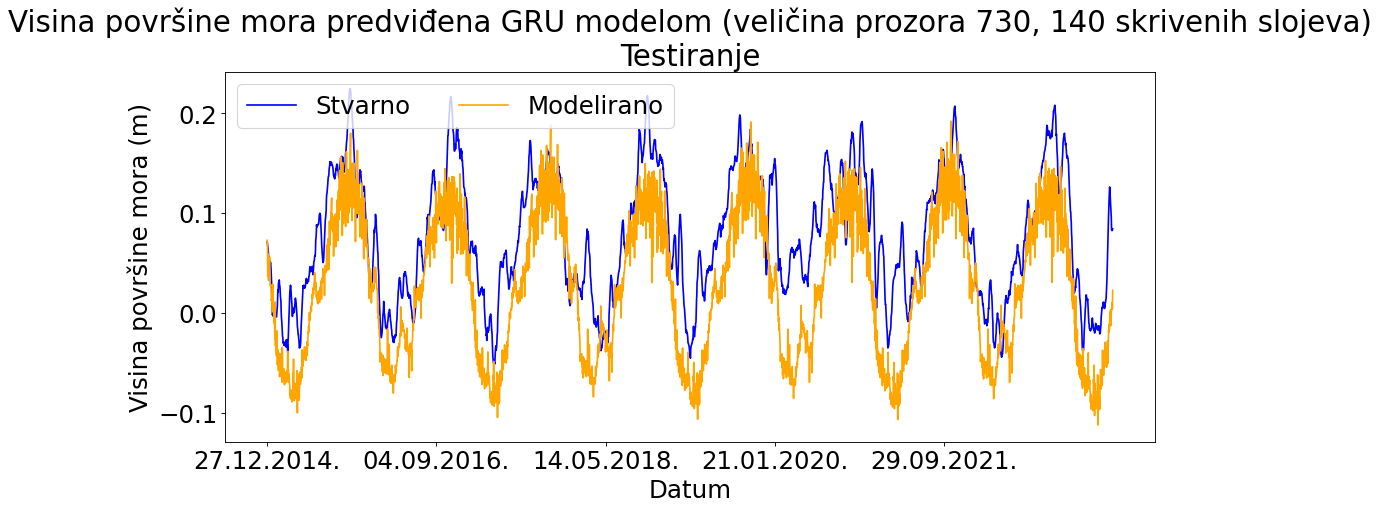 Visina površine mora predviđena GRU modelom (veličina prozora 730, 140 skrivenih slojeva)
Testiranje
Stvarno
Modelirano
Visina površine mora (m)
0.2
0.1
0.0
−0.1
27.12.2014.
04.09.2016.
14.05.2018.
21.01.2020.
29.09.2021.
Datum